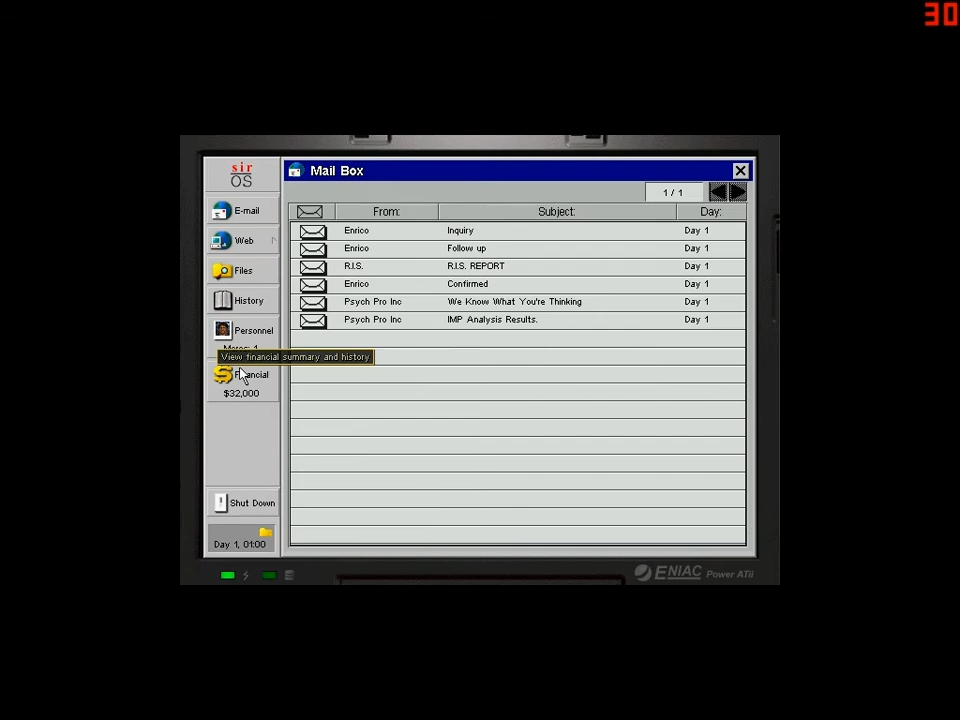 30
sir
OS
Mail Box
1 / 1
E-mail
Web
Files
History
Personnel
View financial summary and history
Financial
$32,000
Shut Down
Day 1, 01:00
From: Subject: Day:
Enrico Inquiry Day 1
Enrico Follow up Day 1
R.I.S. R.I.S. REPORT Day 1
Enrico Confirmed Day 1
Psych Pro Inc We Know What You're Thinking Day 1
Psych Pro Inc IMP Analysis Results. Day 1
ENIAC Power ATii